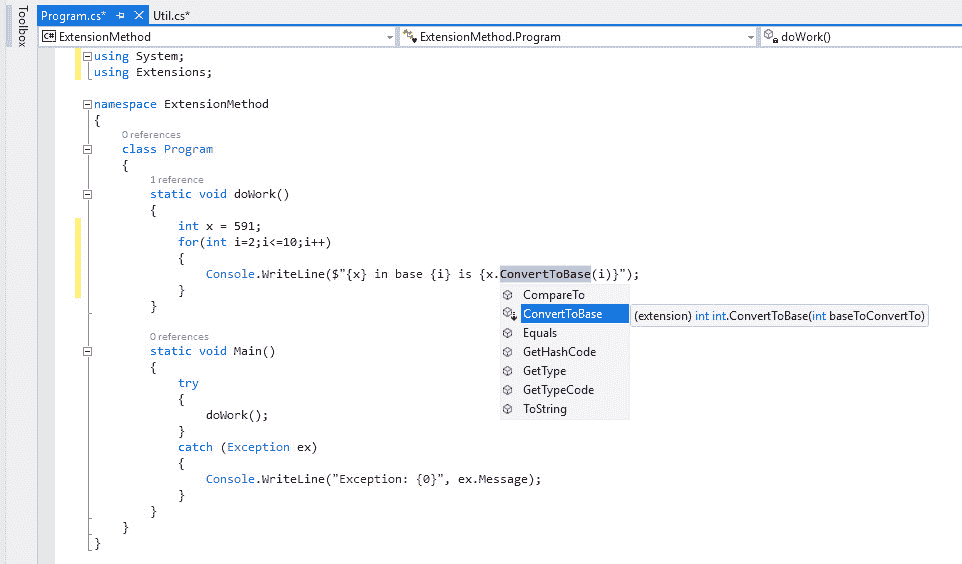 Toolbox
Program.cs* Util.cs*
C# ExtensionMethod ExtensionMethod.Program doWork()
using System;
using Extensions;
namespace ExtensionMethod
{
0 references
class Program
{
1 reference
static void doWork()
{
int x = 591;
for(int i=2;i<=10;i++)
{
Console.WriteLine($"{x} in base {i} is {x.ConvertToBase(i)}");
CompareTo
ConvertToBase (extension) int int.ConvertToBase(int baseToConvertTo)
Equals
GetHashCode
GetType
GetTypeCode
ToString
}
}
0 references
static void Main()
{
try
{
doWork();
}
catch (Exception ex)
{
Console.WriteLine("Exception: {0}", ex.Message);
}
}
}
}